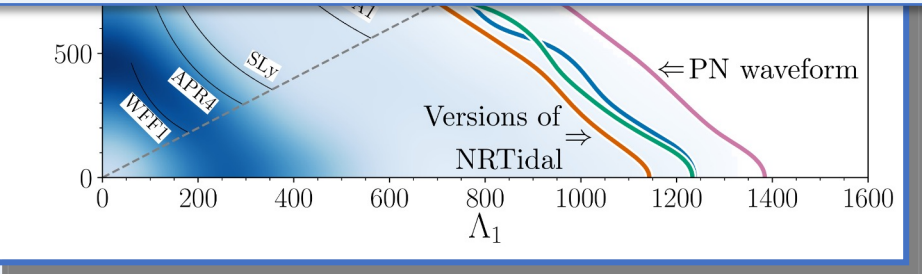 A1
500
SLy
⇐PN waveform
APR4
WFF1
Versions of
⇒
NRTidal
0
0 200 400 600 800 1000 1200 1400 1600
Λ₁